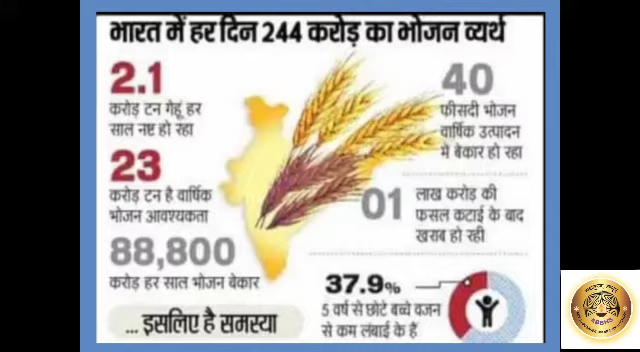 भारत में हर दिन 244 करोड़ का भोजन व्यर्थ
2.1
करोड़ टन गेहूं हर
साल नष्ट हो रहा
23
करोड़ टन है वार्षिक
भोजन आवश्यकता
88,800
करोड़ हर साल भोजन बेकार
... इसलिए है समस्या
40
फीसदी भोजन
वार्षिक उत्पादन
में बेकार हो रहा
01
लाख करोड़ की
फसल कटाई के बाद
खराब हो रही
37.9%
5 वर्ष से छोटे बच्चे वजन
से कम लंबाई के हैं